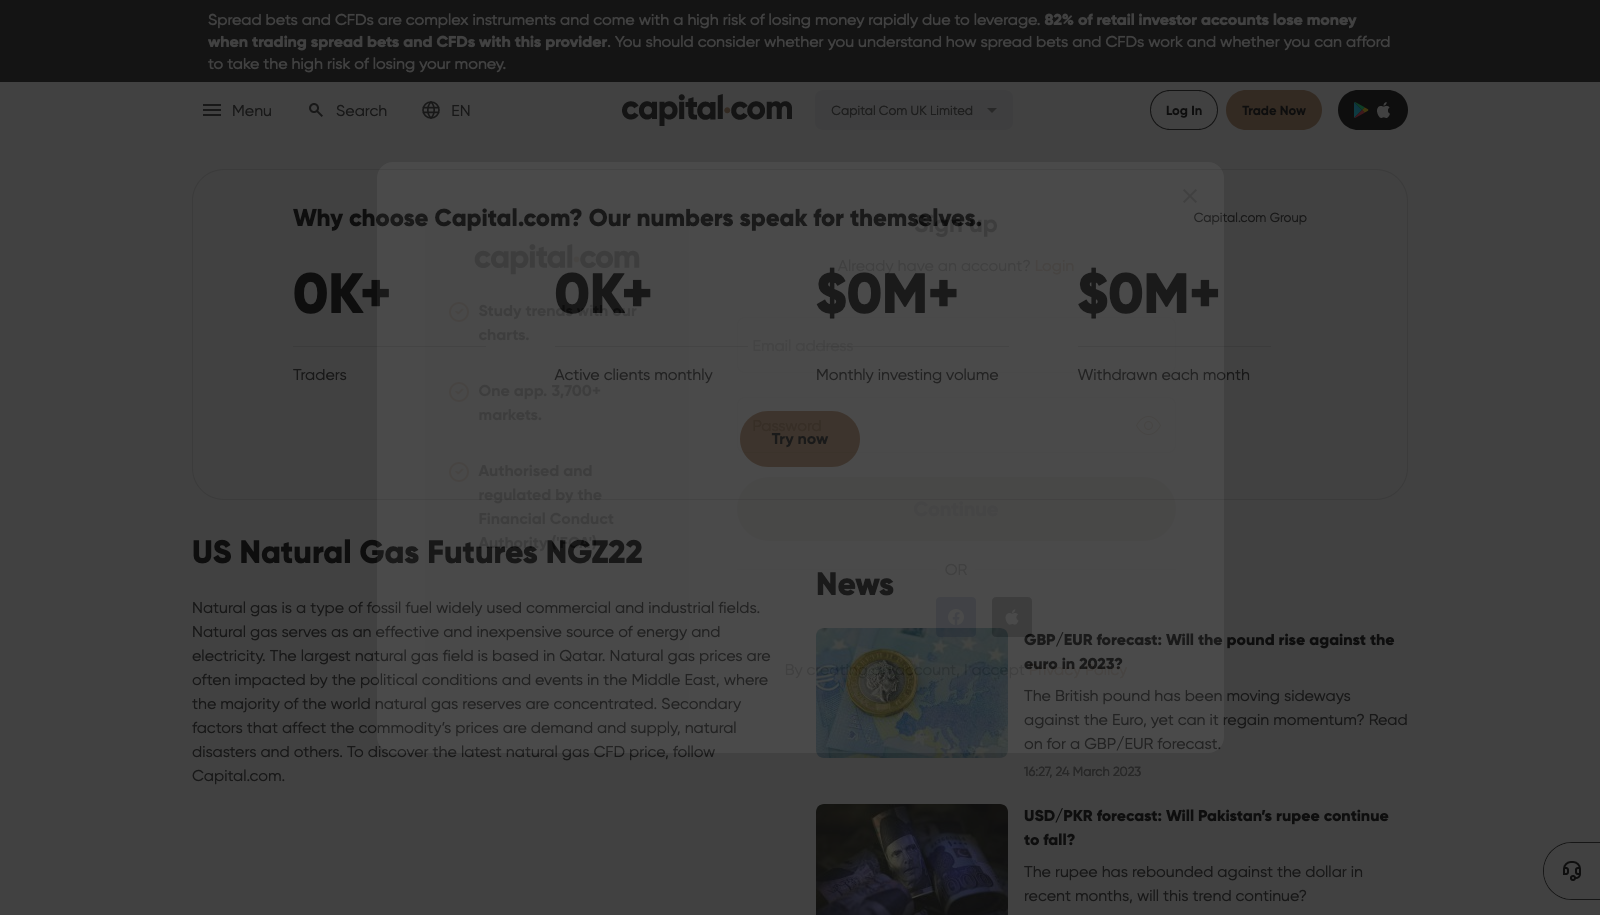 Spread bets and CFDs are complex instruments and come with a high risk of losing money rapidly due to leverage. 82% of retail investor accounts lose money
when trading spread bets and CFDs with this provider. You should consider whether you understand how spread bets and CFDs work and whether you can afford
to take the high risk of losing your money.
Menu
Search
EN
capital.com
Capital Com UK Limited
Log In
Trade Now
Why choose Capital.com? Our numbers speak for themselves.
Capital.com Group
Sign up
capital.com
Already have an account? Login
0K+
0K+
$0M+
$0M+
Study trends with our
charts.
Email address
Traders
Active clients monthly
Monthly investing volume
Withdrawn each month
One app. 3,700+
markets.
Password
Try now
Authorised and
regulated by the
Financial Conduct
Authority
Continue
US Natural Gas Futures NGZ22
OR
News
Natural gas is a type of fossil fuel widely used commercial and industrial fields.
Natural gas serves as an effective and inexpensive source of energy and
electricity. The largest natural gas field is based in Qatar. Natural gas prices are
often impacted by the political conditions and events in the Middle East, where
the majority of the world natural gas reserves are concentrated. Secondary
factors that affect the commodity’s prices are demand and supply, natural
disasters and others. To discover the latest natural gas CFD price, follow
Capital.com.
GBP/EUR forecast: Will the pound rise against the
euro in 2023?
By creating an account, I accept Privacy Policy
The British pound has been moving sideways
against the Euro, yet can it regain momentum? Read
on for a GBP/EUR forecast.
16:27, 24 March 2023
USD/PKR forecast: Will Pakistan’s rupee continue
to fall?
The rupee has rebounded against the dollar in
recent months, will this trend continue?